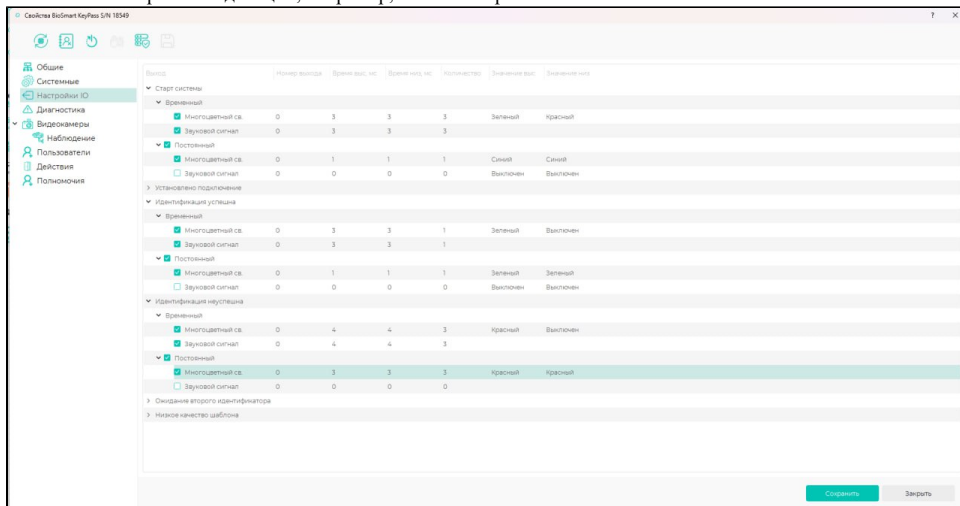 Свойства BioSmart KeyPass S/N 18549
? X
Общие
Системные
Настройки IO
Диагностика
Видеокамеры
Наблюдение
Пользователи
Действия
Полномочия
Выход Номер выхода Время выс, мс. Время низ, мс. Количество Значение выс Значение низ
Старт системы
Временный
Многоцветный св. 0 3 3 3 Зеленый Красный
Звуковой сигнал 0 3 3 3
Постоянный
Многоцветный св. 0 1 1 1 Синий Синий
Звуковой сигнал 0 0 0 0 Выключен Выключен
Установлено подключение
Идентификация успешна
Временный
Многоцветный св. 0 3 3 1 Зеленый Выключен
Звуковой сигнал 0 3 3 1
Постоянный
Многоцветный св. 0 1 1 1 Зеленый Зеленый
Звуковой сигнал 0 0 0 0 Выключен Выключен
Идентификация неуспешна
Временный
Многоцветный св. 0 4 4 3 Красный Выключен
Звуковой сигнал 0 4 4 3
Постоянный
Многоцветный св. 0 3 3 3 Красный Красный
Звуковой сигнал 0 0 0 0
Ожидание второго идентификатора
Низкое качество шаблона
Сохранить Закрыть